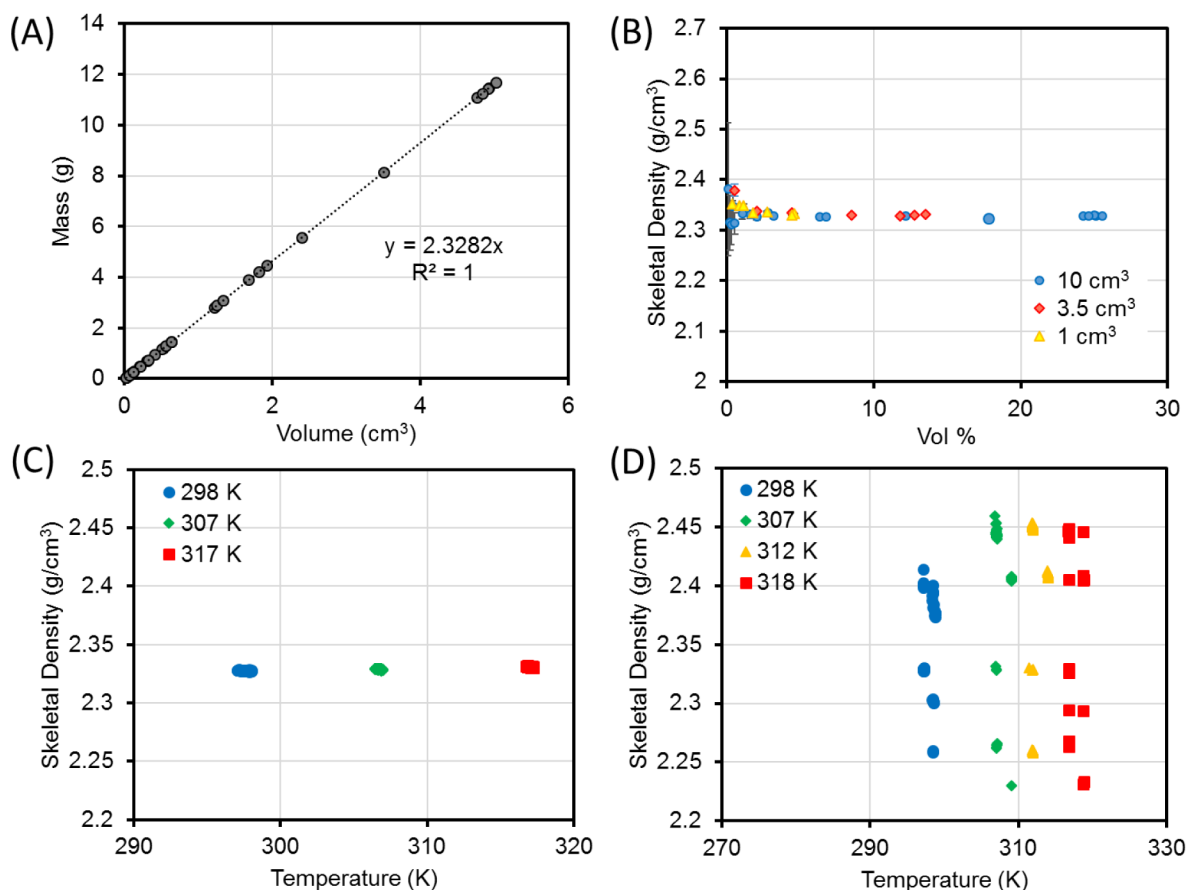 (A)
Mass (g)
14
12
10
8
6
4
2
0
0 2 4 6
Volume (cm³)
y = 2.3282x
R² = 1
(B)
Skeletal Density (g/cm³)
2.7
2.6
2.5
2.4
2.3
2.2
2.1
2
0 10 20 30
Vol %
10 cm³
3.5 cm³
1 cm³
(C)
Skeletal Density (g/cm³)
2.5
2.45
2.4
2.35
2.3
2.25
2.2
290 300 310 320
Temperature (K)
298 K
307 K
317 K
(D)
Skeletal Density (g/cm³)
2.5
2.45
2.4
2.35
2.3
2.25
2.2
270 290 310 330
Temperature (K)
298 K
307 K
312 K
318 K